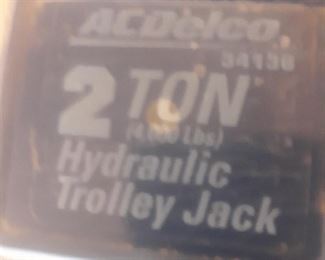 ACDelco
34136
2 TON
(4,000 Lbs)
Hydraulic
Trolley Jack